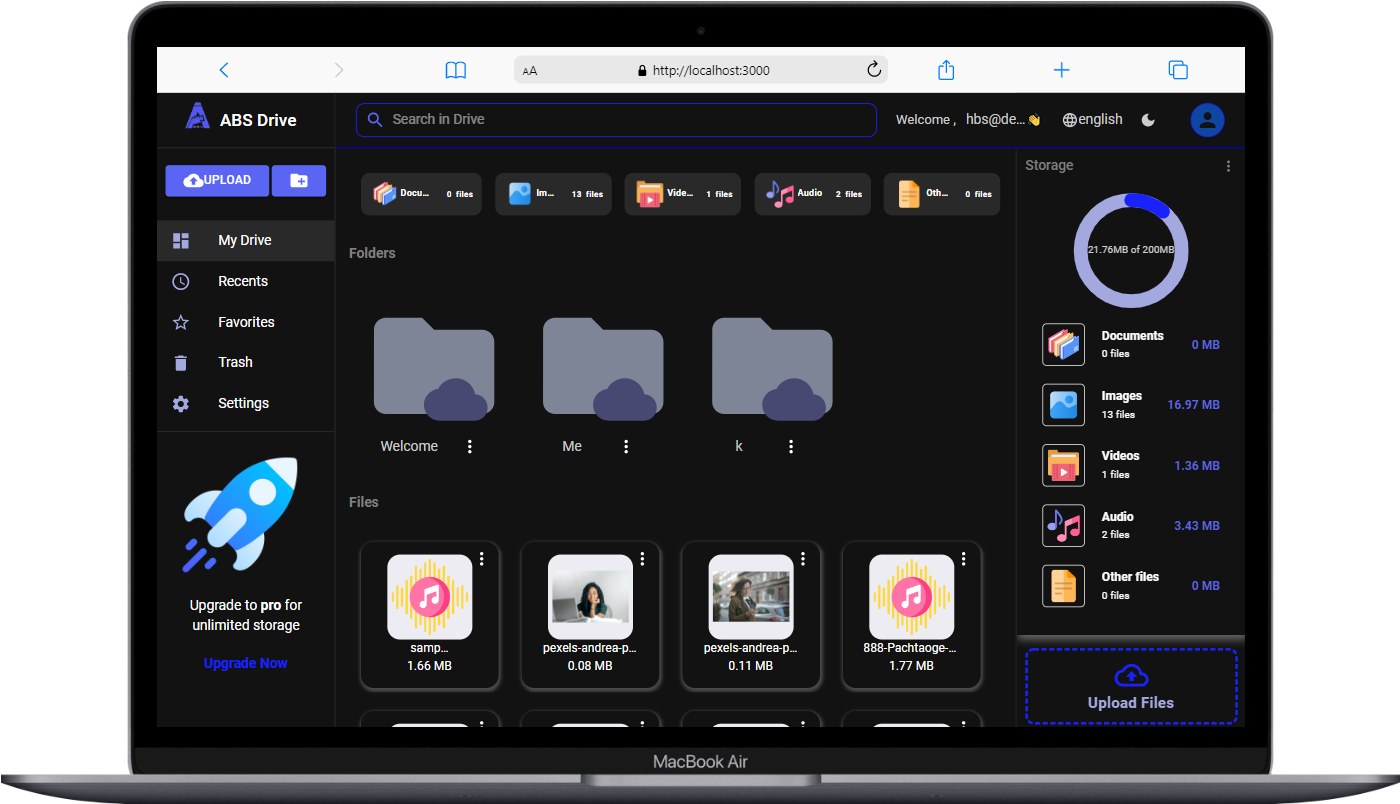 AA
http://localhost:3000
ABS Drive
Search in Drive
Welcome , hbs@de...👋
english
UPLOAD
My Drive
Recents
Favorites
Trash
Settings
Upgrade to pro for
unlimited storage
Upgrade Now
Docu... 0 files
Im... 13 files
Vide... 1 files
Audio 2 files
Oth... 0 files
Folders
Welcome
Me
k
Files
samp...
1.66 MB
pexels-andrea-p...
0.08 MB
pexels-andrea-p...
0.11 MB
888-Pachtaoge-...
1.77 MB
Storage
21.76MB of 200MB
Documents
0 files
0 MB
Images
13 files
16.97 MB
Videos
1 files
1.36 MB
Audio
2 files
3.43 MB
Other files
0 files
0 MB
Upload Files
MacBook Air